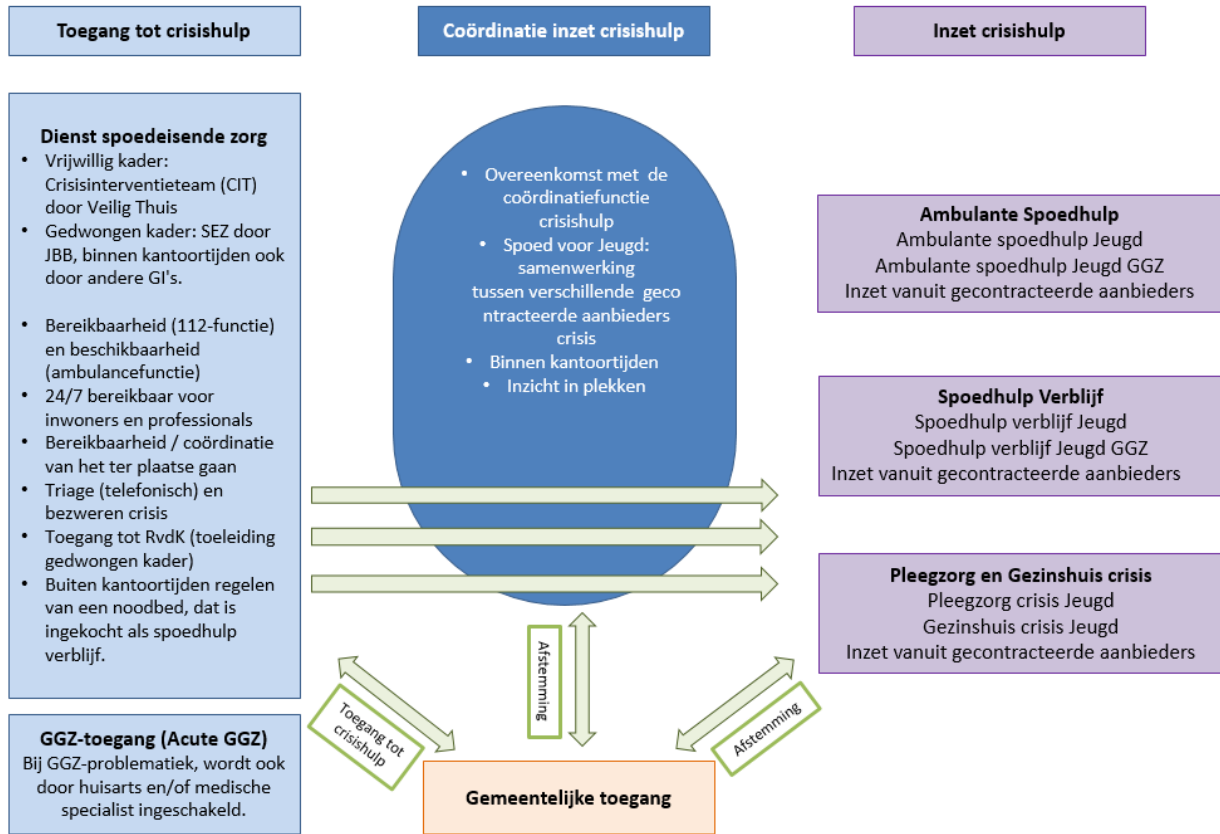 Toegang tot crisishulp
Coördinatie inzet crisishulp
Inzet crisishulp
Dienst spoedeisende zorg
• Vrijwillig kader:
Crisisinterventieteam (CIT)
door Veilig Thuis
• Gedwongen kader: SEZ door
JBB, binnen kantoortijden ook
door andere GI's.
• Bereikbaarheid (112-functie)
en beschikbaarheid
(ambulancefunctie)
• 24/7 bereikbaar voor
inwoners en professionals
• Bereikbaarheid / coördinatie
van het ter plaatse gaan
• Triage (telefonisch) en
bezweren crisis
• Toegang tot RvdK (toeleiding
gedwongen kader)
• Buiten kantoortijden regelen
van een noodbed, dat is
ingekocht als spoedhulp
verblijf.
GGZ-toegang (Acute GGZ)
Bij GGZ-problematiek, wordt ook
door huisarts en/of medische
specialist ingeschakeld.
• Overeenkomst met de
coördinatiefunctie
crisishulp
• Spoed voor Jeugd:
samenwerking
tussen verschillende geco
ntracteerde aanbieders
crisis
• Binnen kantoortijden
• Inzicht in plekken
Ambulante Spoedhulp
Ambulante spoedhulp Jeugd
Ambulante spoedhulp Jeugd GGZ
Inzet vanuit gecontracteerde aanbieders
Spoedhulp Verblijf
Spoedhulp verblijf Jeugd
Spoedhulp verblijf Jeugd GGZ
Inzet vanuit gecontracteerde aanbieders
Pleegzorg en Gezinshuis crisis
Pleegzorg crisis Jeugd
Gezinshuis crisis Jeugd
Inzet vanuit gecontracteerde aanbieders
Toegang tot
crisishulp
Afstemming
Afstemming
Gemeentelijke toegang